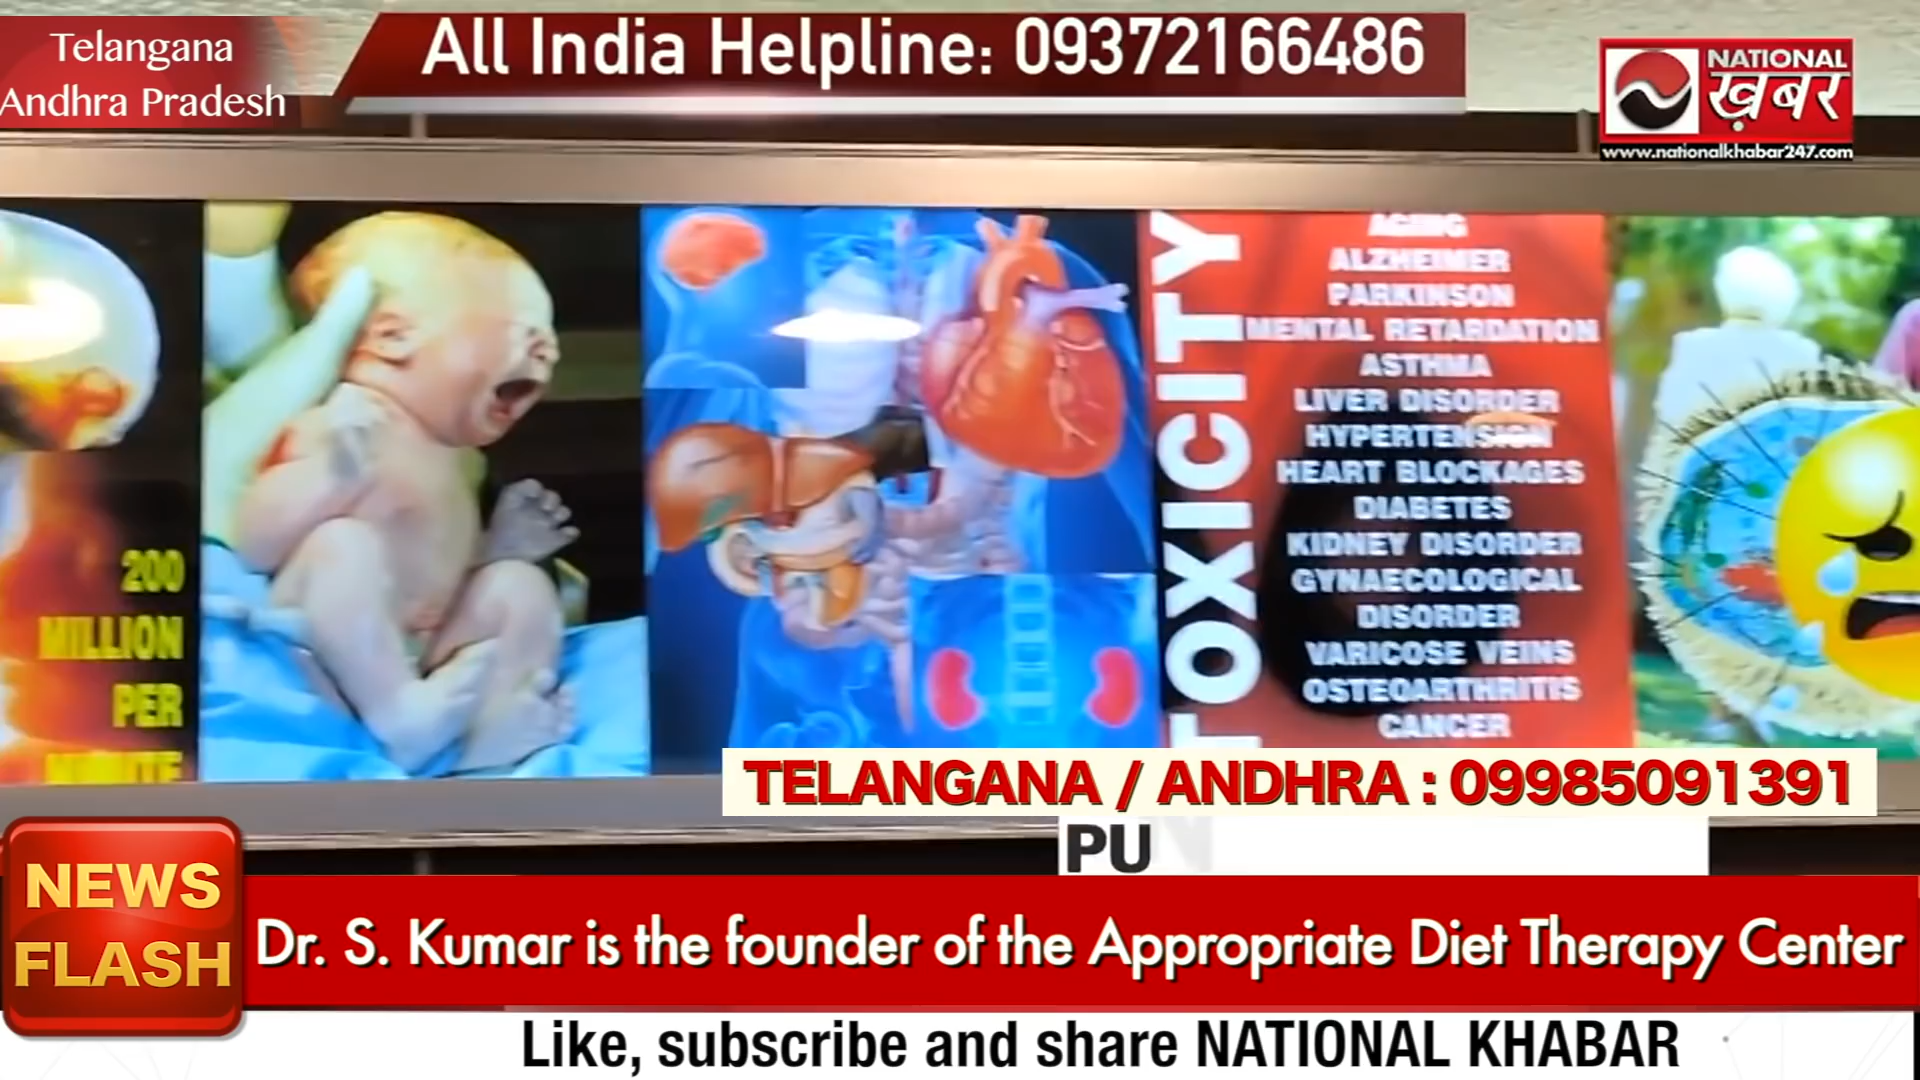 Telangana
Andhra Pradesh
All India Helpline: 09372166486
NATIONAL
ख़बर
www.nationalkhabar247.com
200
MILLION
PER
MINUTE
TOXICITY
AGING
ALZHEIMER
PARKINSON
MENTAL RETARDATION
ASTHMA
LIVER DISORDER
HYPERTENSION
HEART BLOCKAGES
DIABETES
KIDNEY DISORDER
GYNAECOLOGICAL
DISORDER
VARICOSE VEINS
OSTEOARTHRITIS
CANCER
TELANGANA / ANDHRA : 09985091391
PU
NEWS
FLASH
Dr. S. Kumar is the founder of the Appropriate Diet Therapy Center
Like, subscribe and share NATIONAL KHABAR